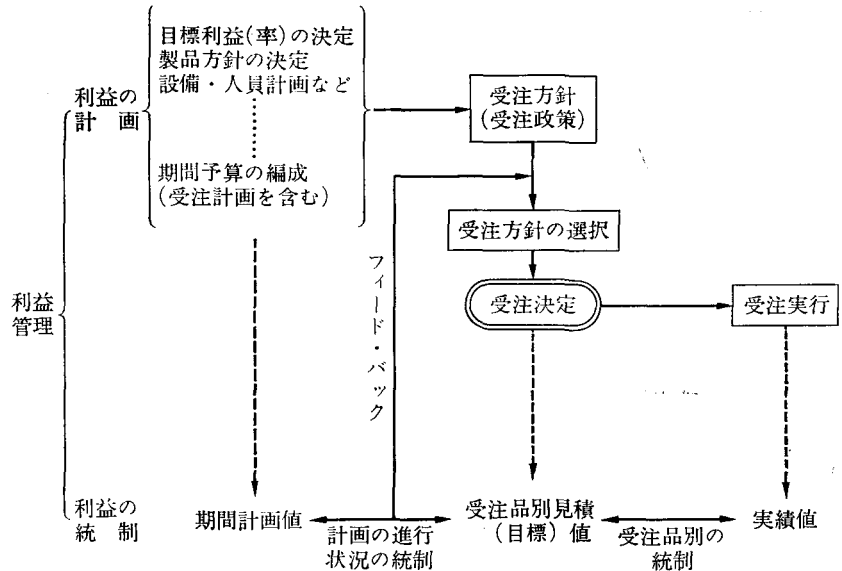 目標利益(率)の決定
製品方針の決定
設備・人員計画など
利益の
計　画
期間予算の編成
(受注計画を含む)
受注方針
(受注政策)
受注方針の選択
利益
管理
フィード・バック
受注決定
受注実行
利益の
統　制
期間計画値
計画の進行
状況の統制
受注品別見積
(目標)値
受注品別の
統制
実績値